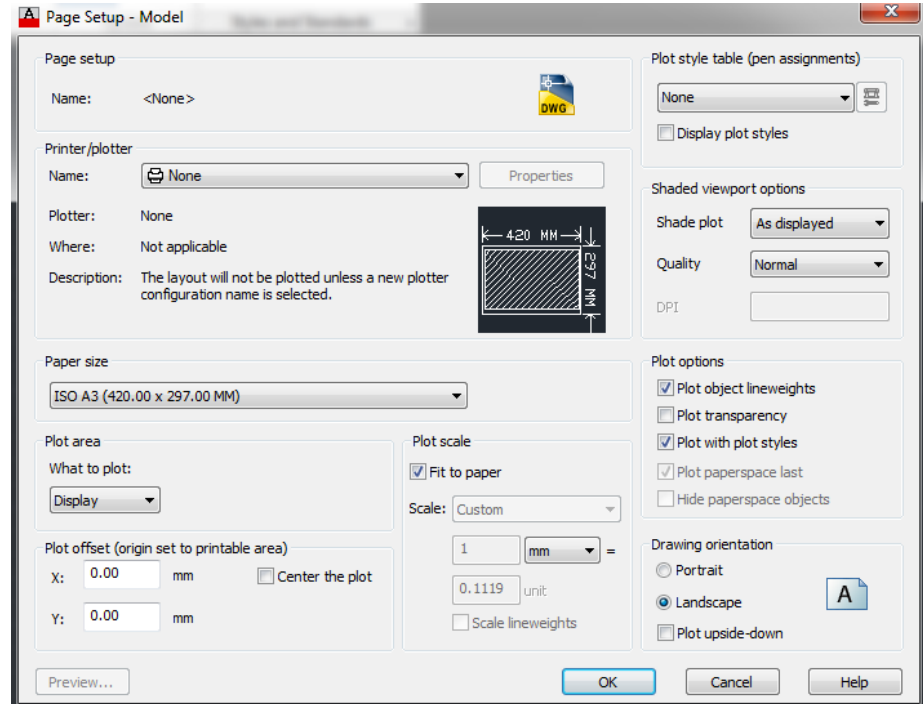 Page Setup - Model
Page setup
Name: <None>
DWG
Printer/plotter
Name: None
Properties
Plotter: None
Where: Not applicable
Description: The layout will not be plotted unless a new plotter
configuration name is selected.
420 MM
297 MM
Paper size
ISO A3 (420.00 x 297.00 MM)
Plot area
What to plot:
Display
Plot offset (origin set to printable area)
X: 0.00 mm
Center the plot
Y: 0.00 mm
Plot scale
Fit to paper
Scale: Custom
1 mm =
0.1119 unit
Scale lineweights
Plot style table (pen assignments)
None
Display plot styles
Shaded viewport options
Shade plot As displayed
Quality Normal
DPI
Plot options
Plot object lineweights
Plot transparency
Plot with plot styles
Plot paperspace last
Hide paperspace objects
Drawing orientation
Portrait
Landscape
A
Plot upside-down
Preview...
OK
Cancel
Help